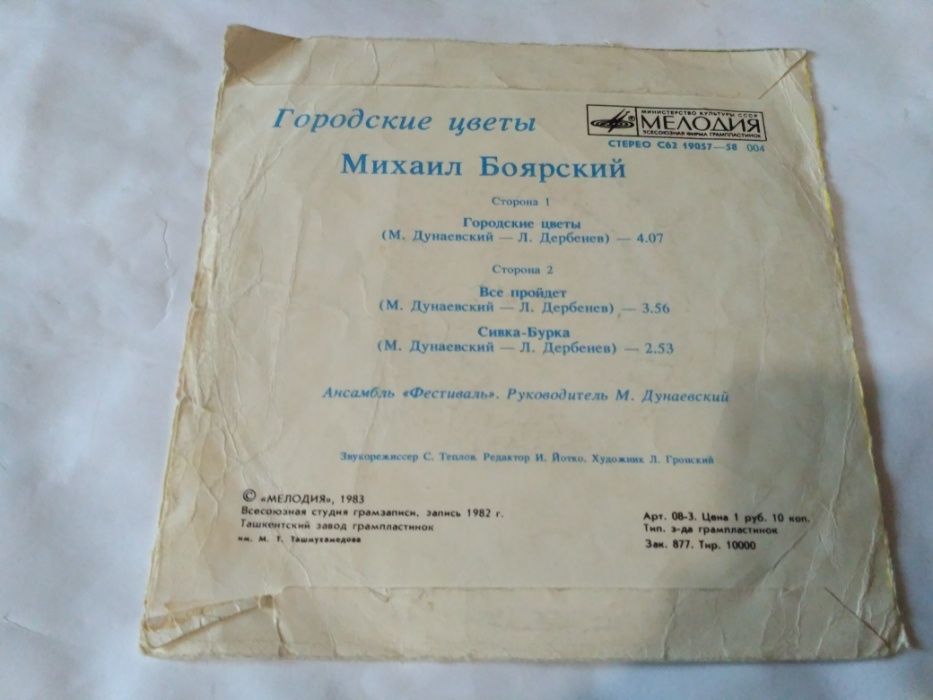 Городские цветы
МИНИСТЕРСТВО КУЛЬТУРЫ СССР
МЕЛОДИЯ
ВСЕСОЮЗНАЯ ФИРМА ГРАМПЛАСТИНОК
СТЕРЕО С62 19057—58 004
Михаил Боярский
Сторона 1
Городские цветы
(М. Дунаевский — Л. Дербенев) — 4.07
Сторона 2
Все пройдет
(М. Дунаевский — Л. Дербенев) — 3.56
Сивка-Бурка
(М. Дунаевский — Л. Дербенев) — 2.53
Ансамбль «Фестиваль». Руководитель М. Дунаевский
Звукорежиссер С. Теплов. Редактор И. Йотко. Художник Л. Гронский
© «МЕЛОДИЯ», 1983
Всесоюзная студия грамзаписи, запись 1982 г.
Ташкентский завод грампластинок
им. М. Т. Ташмухамедова
Арт. 08-3. Цена 1 руб. 10 коп.
Тип. з-да грампластинок
Зак. 877. Тир. 10000